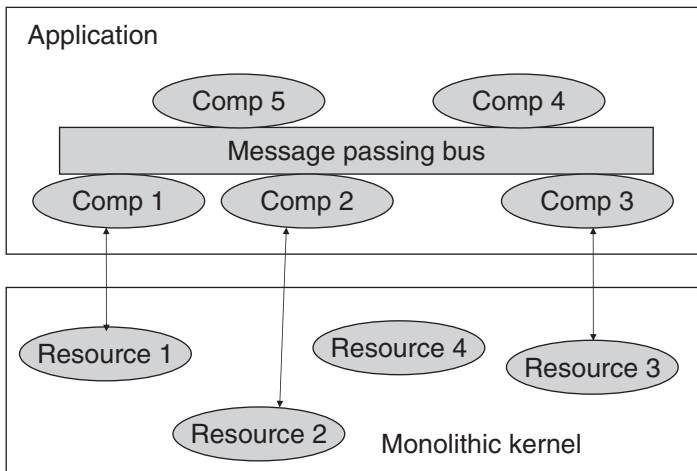 Application
Comp 5
Comp 4
Message passing bus
Comp 1
Comp 2
Comp 3
Resource 1
Resource 4
Resource 3
Resource 2
Monolithic kernel